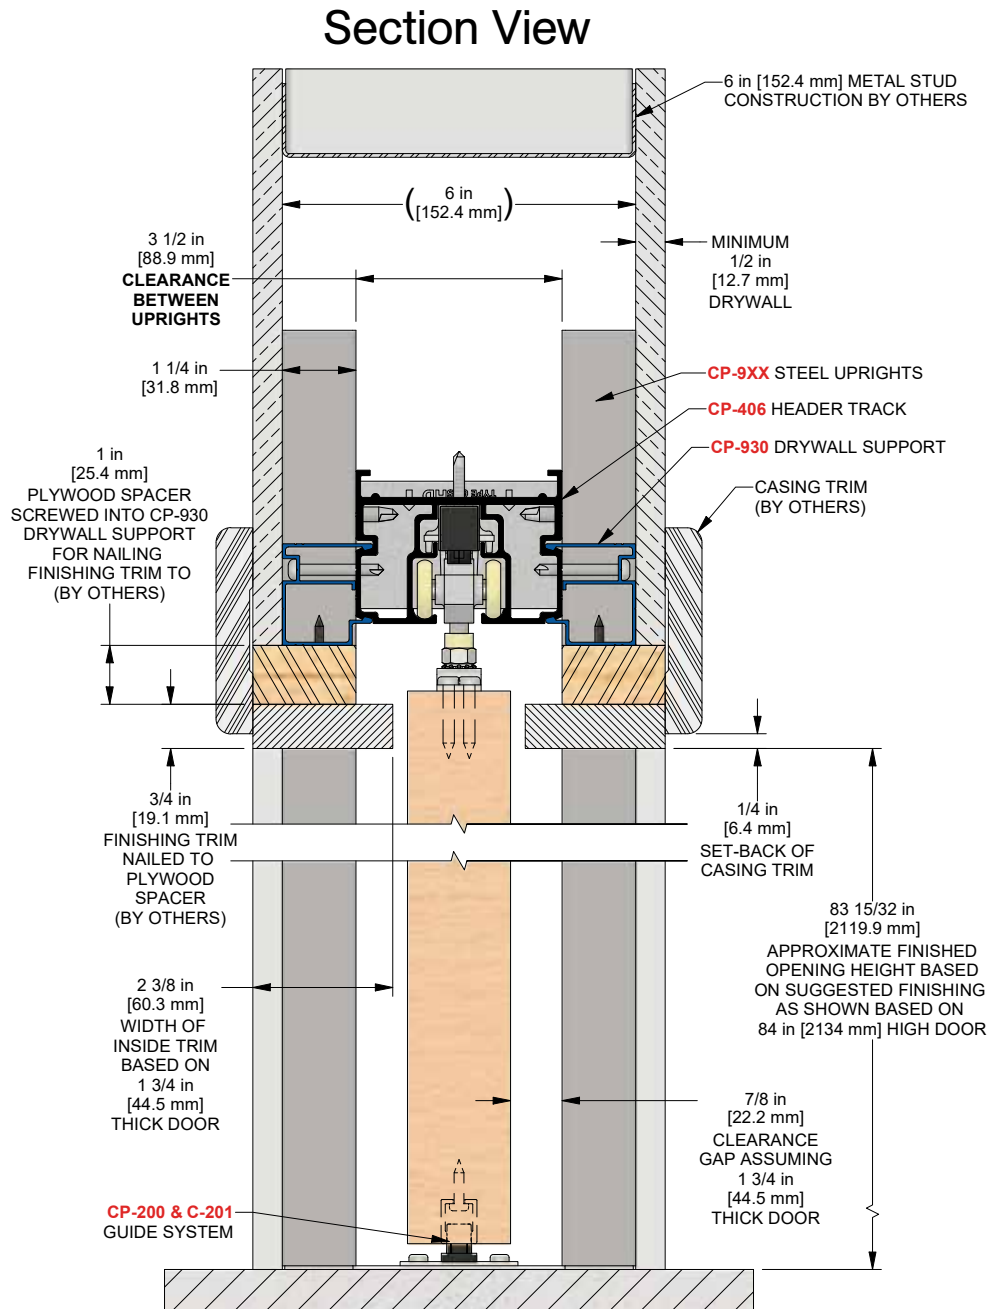 Section View
6 in [152.4 mm] METAL STUD
CONSTRUCTION BY OTHERS
(6 in
[152.4 mm])
3 1/2 in
[88.9 mm]
CLEARANCE
BETWEEN
UPRIGHTS
MINIMUM
1/2 in
[12.7 mm]
DRYWALL
1 1/4 in
[31.8 mm]
CP-9XX STEEL UPRIGHTS
CP-406 HEADER TRACK
CP-930 DRYWALL SUPPORT
CASING TRIM
(BY OTHERS)
1 in
[25.4 mm]
PLYWOOD SPACER
SCREWED INTO CP-930
DRYWALL SUPPORT
FOR NAILING
FINISHING TRIM TO
(BY OTHERS)
3/4 in
[19.1 mm]
FINISHING TRIM
NAILED TO
PLYWOOD
SPACER
(BY OTHERS)
1/4 in
[6.4 mm]
SET-BACK OF
CASING TRIM
83 15/32 in
[2119.9 mm]
APPROXIMATE FINISHED
OPENING HEIGHT BASED
ON SUGGESTED FINISHING
AS SHOWN BASED ON
84 in [2134 mm] HIGH DOOR
2 3/8 in
[60.3 mm]
WIDTH OF
INSIDE TRIM
BASED ON
1 3/4 in
[44.5 mm]
THICK DOOR
7/8 in
[22.2 mm]
CLEARANCE
GAP ASSUMING
1 3/4 in
[44.5 mm]
THICK DOOR
CP-200 & C-201
GUIDE SYSTEM